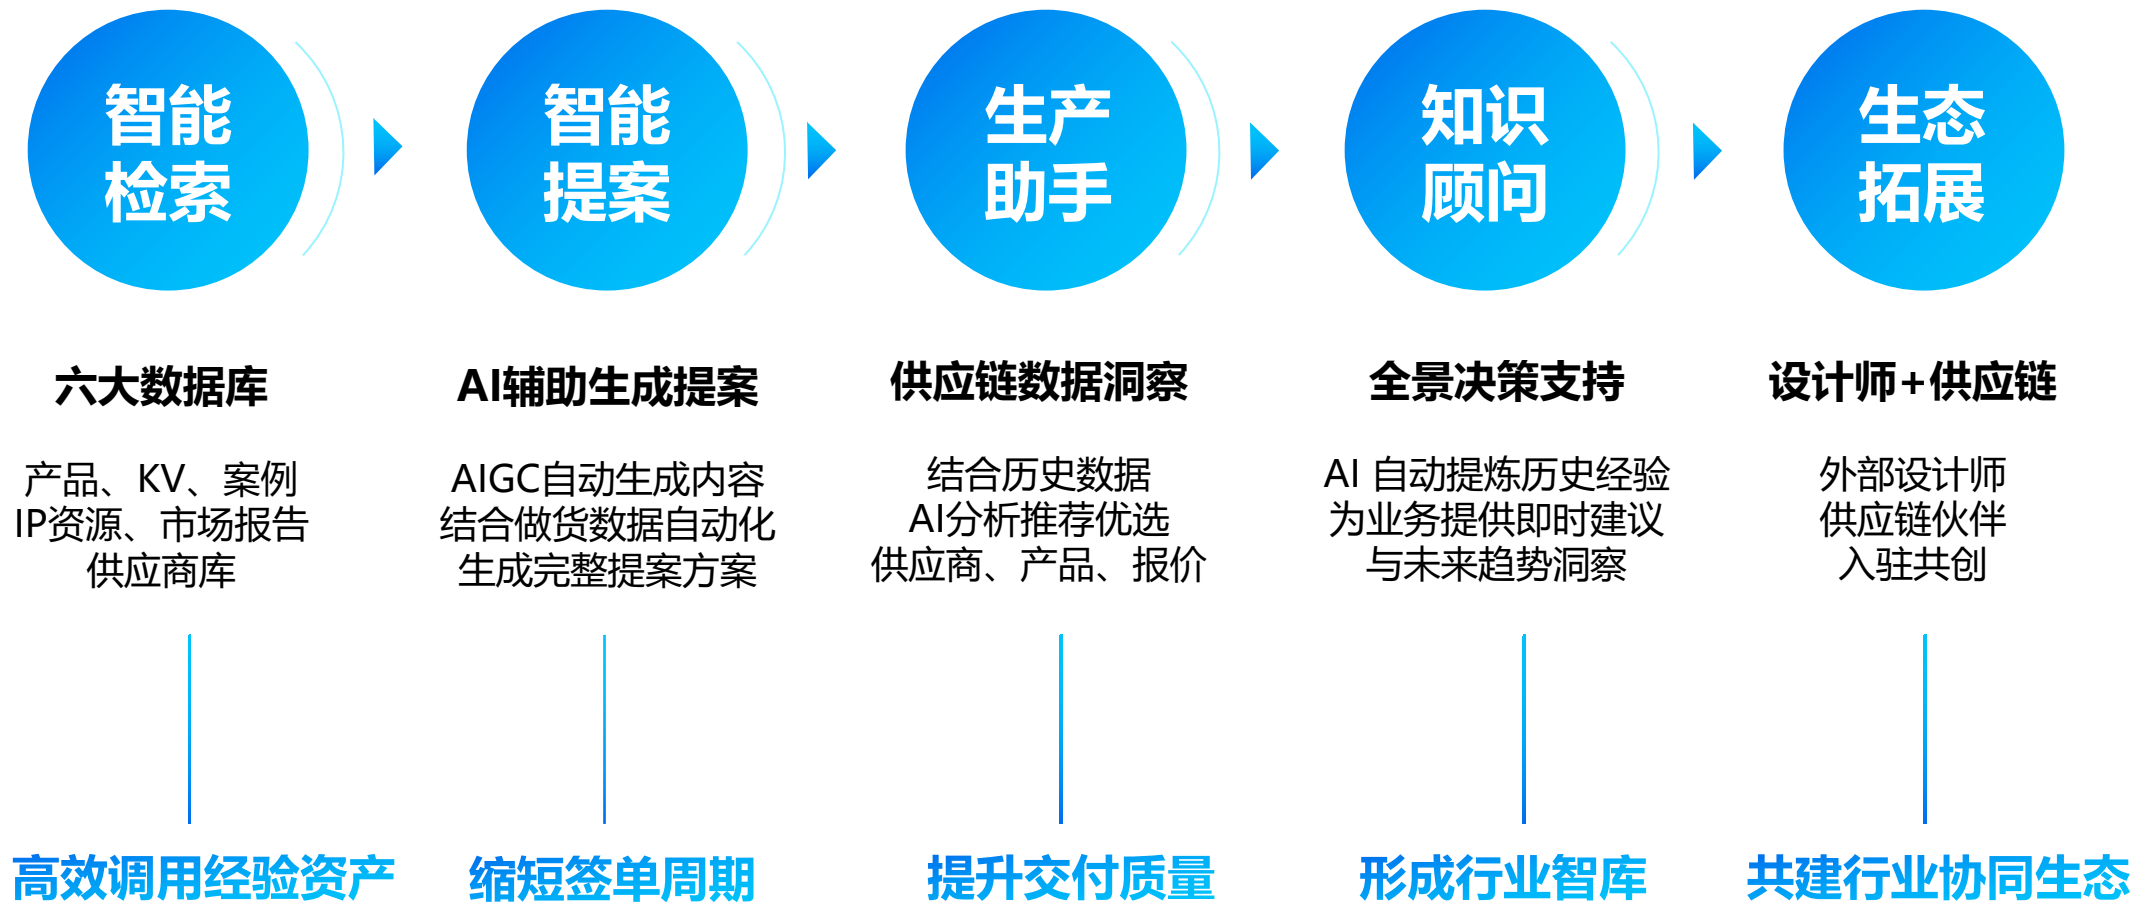 智能
检索
智能
提案
生产
助手
知识
顾问
生态
拓展
六大数据库
AI辅助生成提案
供应链数据洞察
全景决策支持
设计师+供应链
产品、KV、案例
IP资源、市场报告
供应商库
AIGC自动生成内容
结合做货数据自动化
生成完整提案方案
结合历史数据
AI分析推荐优选
供应商、产品、报价
AI 自动提炼历史经验
为业务提供即时建议
与未来趋势洞察
外部设计师
供应链伙伴
入驻共创
高效调用经验资产
缩短签单周期
提升交付质量
形成行业智库
共建行业协同生态